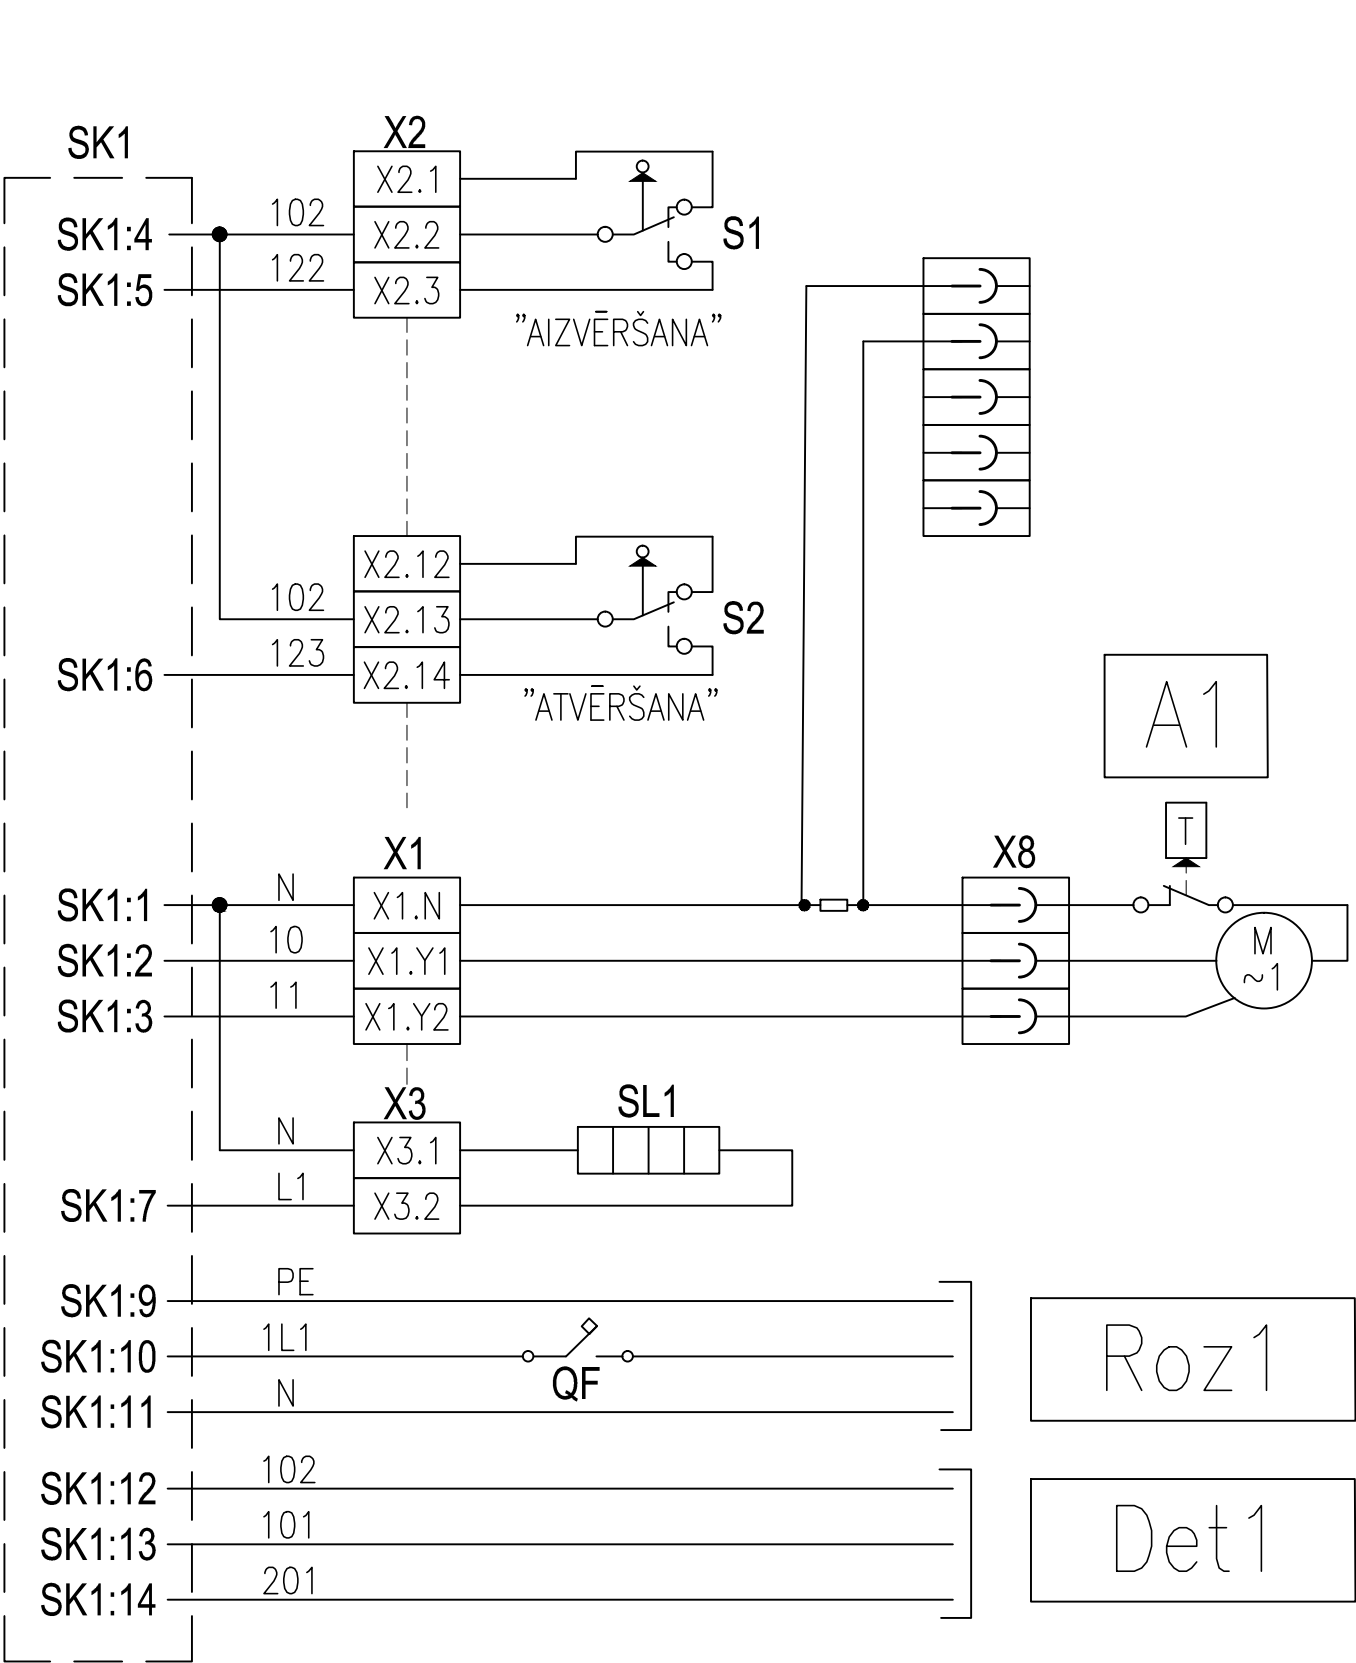 X2
SK1
X2.1
SK1:4 102 X2.2 S1
SK1:5 122 X2.3
”AIZVĒRŠANA”
X2.12
102 X2.13 S2
SK1:6 123 X2.14
”ATVĒRŠANA”
A1
T
X1 X8
SK1:1 N X1.N
SK1:2 10 X1.Y1 M
~1
SK1:3 11 X1.Y2
X3 SL1
N X3.1
SK1:7 L1 X3.2
SK1:9 PE
SK1:10 1L1 QF Roz1
SK1:11 N
SK1:12 102
SK1:13 101 Det1
SK1:14 201